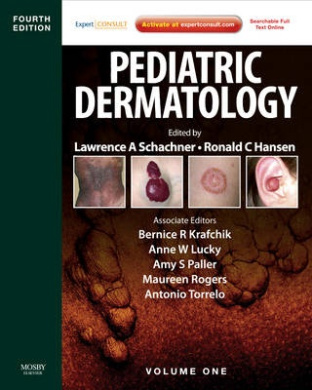 FOURTH
EDITION
Expert CONSULT
Activate at expertconsult.com
Searchable Full
Text Online
PEDIATRIC
DERMATOLOGY
Edited by
Lawrence A Schachner • Ronald C Hansen
Associate Editors
Bernice R Krafchik
Anne W Lucky
Amy S Paller
Maureen Rogers
Antonio Torrelo
MOSBY
ELSEVIER
VOLUME ONE